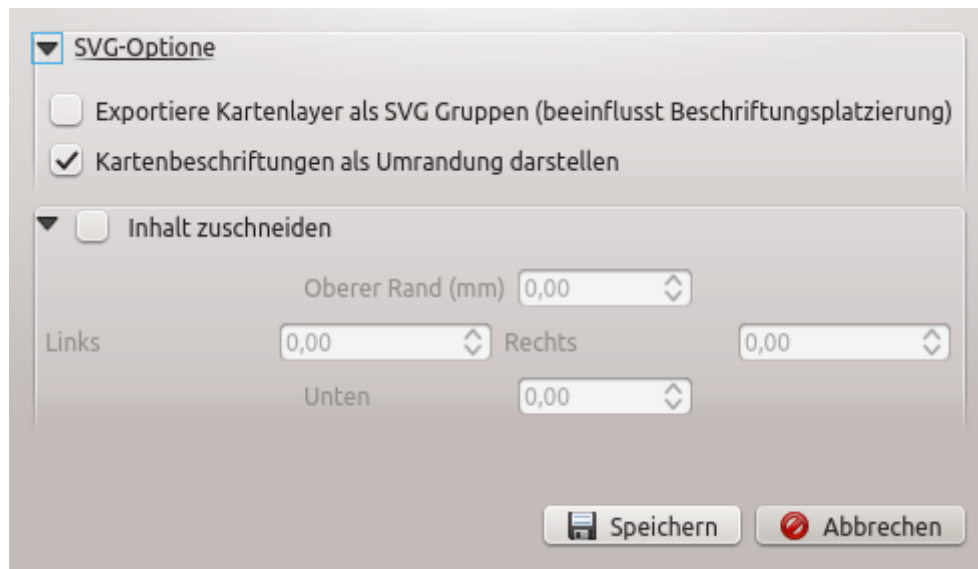 SVG-Optione
Exportiere Kartenlayer als SVG Gruppen (beeinflusst Beschriftungsplatzierung)
Kartenbeschriftungen als Umrandung darstellen
Inhalt zuschneiden
Oberer Rand (mm) 0,00
Links 0,00 Rechts 0,00
Unten 0,00
Speichern Abbrechen